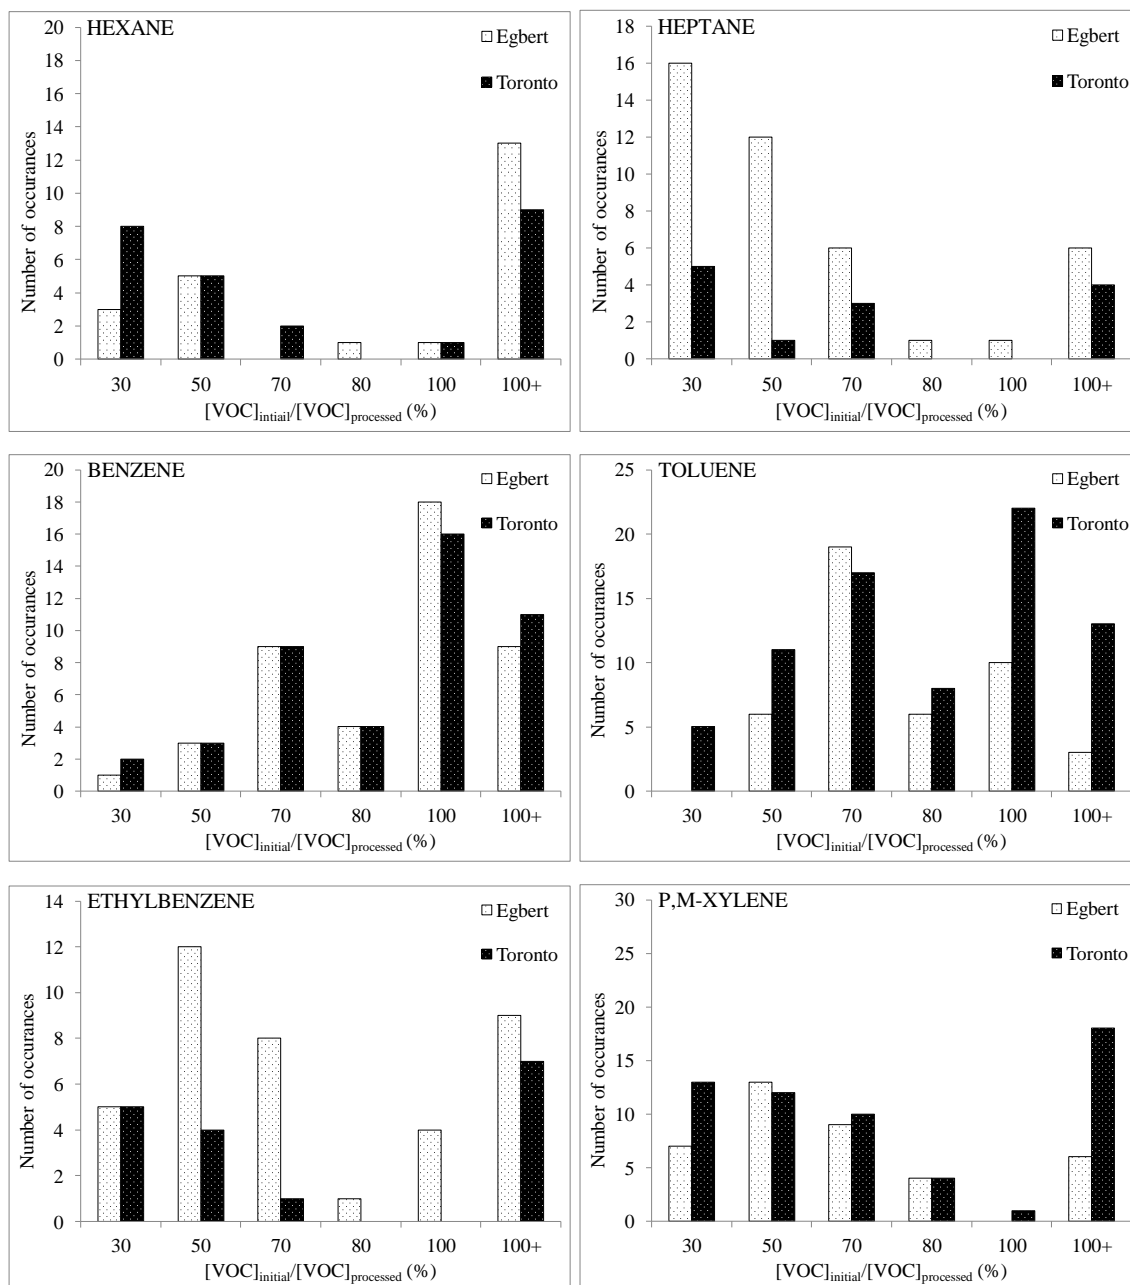 HEXANE
Egbert
Toronto
Number of occurances
20
18
16
14
12
10
8
6
4
2
0
30 50 70 80 100 100+
[VOC]intiail/[VOC]processed (%)
HEPTANE
Egbert
Toronto
Number of occurances
18
16
14
12
10
8
6
4
2
0
30 50 70 80 100 100+
[VOC]initial/[VOC]processed (%)
BENZENE
Egbert
Toronto
Number of occurances
20
18
16
14
12
10
8
6
4
2
0
30 50 70 80 100 100+
[VOC]initial/[VOC]processed (%)
TOLUENE
Egbert
Toronto
Number of occurances
25
20
15
10
5
0
30 50 70 80 100 100+
[VOC]initial/[VOC]processed (%)
ETHYLBENZENE
Egbert
Toronto
Number of occurances
14
12
10
8
6
4
2
0
30 50 70 80 100 100+
[VOC]initial/[VOC]processed (%)
P,M-XYLENE
Egbert
Toronto
Number of occurances
30
25
20
15
10
5
0
30 50 70 80 100 100+
[VOC]initial/[VOC]processed (%)